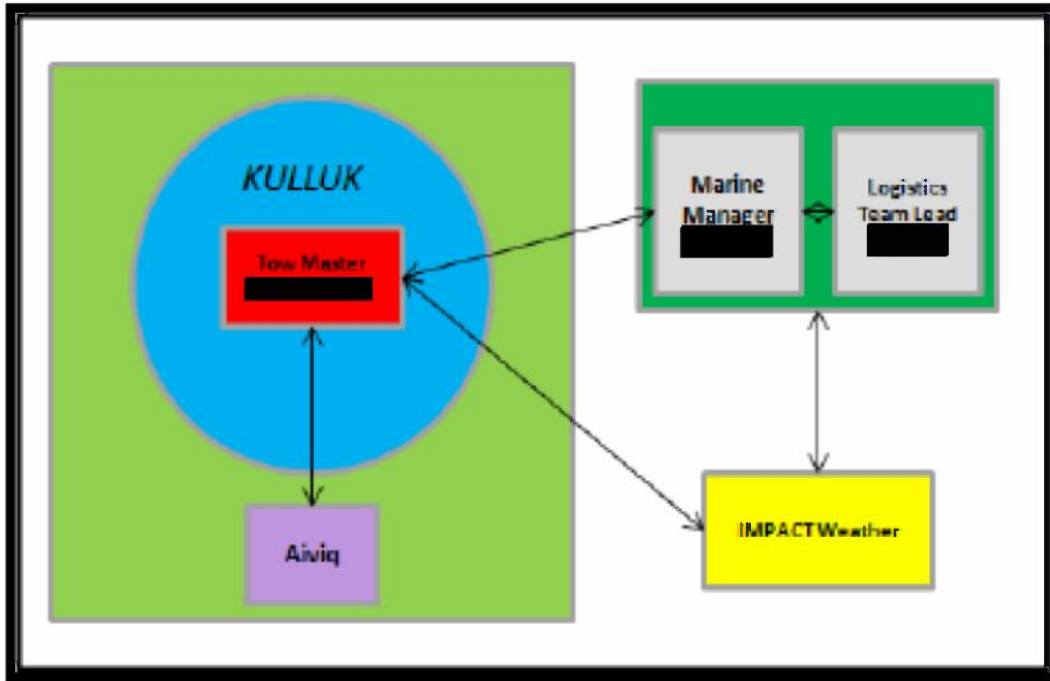 KULLUK
Tow Master
Aiviq
Marine
Manager
Logistics
Team Lead
IMPACT Weather